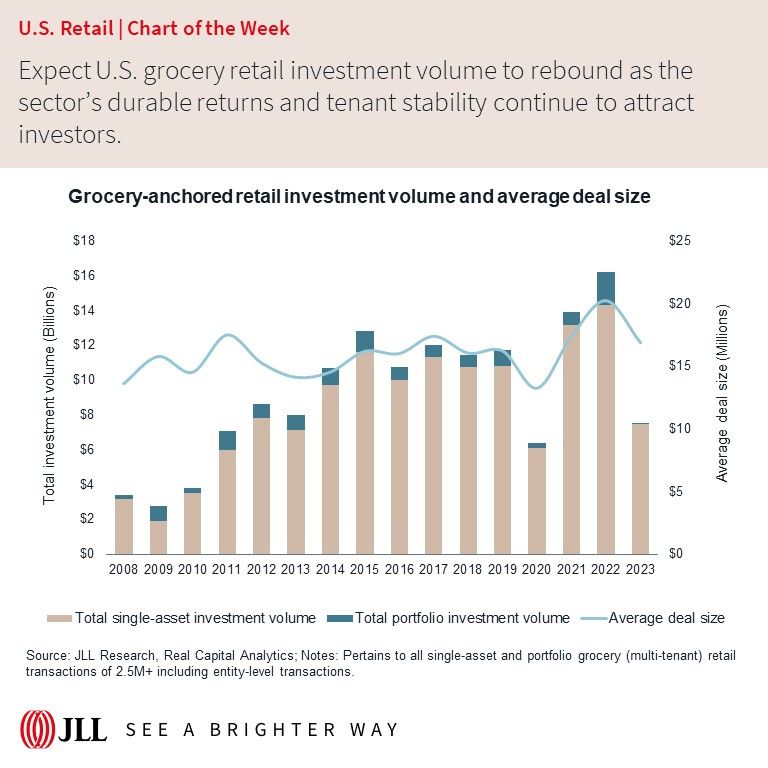 U.S. Retail | Chart of the Week
Expect U.S. grocery retail investment volume to rebound as the
sector's durable returns and tenant stability continue to attract
investors.
Grocery-anchored retail investment volume and average deal size
$18
$16
$14
$12
$10
$8
$6
$4
$2
$0
Total investment volume (Billions)
$25
$20
$15
$10
$5
$0
Average deal size (Millions)
2008 2009 2010 2011 2012 2013 2014 2015 2016 2017 2018 2019 2020 2021 2022 2023
Total single-asset investment volume Total portfolio investment volume Average deal size
Source: JLL Research, Real Capital Analytics; Notes: Pertains to all single-asset and portfolio grocery (multi-tenant) retail
transactions of 2.5M+ including entity-level transactions.
JLL SEE A BRIGHTER WAY